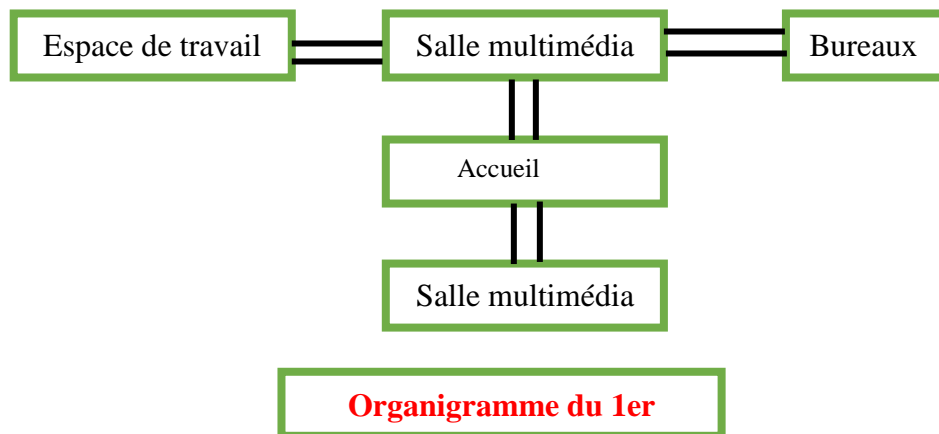 Espace de travail
Salle multimédia
Bureaux
Accueil
Salle multimédia
Organigramme du 1er